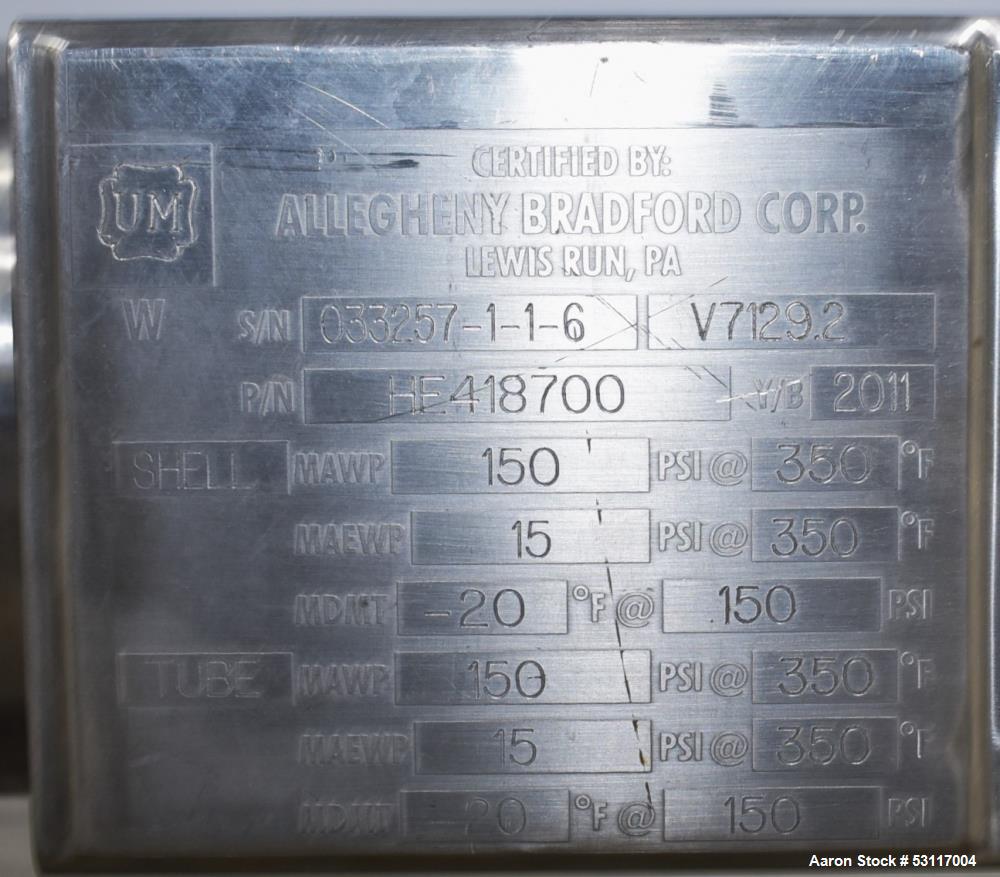 UM
CERTIFIED BY:
ALLEGHENY BRADFORD CORP.
LEWIS RUN, PA
W S/N 033257-1-1-6 V7129.2
P/N HE418700 Y/B 2011
SHELL MAWP 150 PSI@ 350 °F
MAEWP 15 PSI@ 350 °F
MDMT -20 °F@ 150 PSI
TUBE MAWP 150 PSI@ 350 °F
MAEWP 15 PSI@ 350 °F
MDMT 20 °F@ 150 PSI
Aaron Stock # 53117004